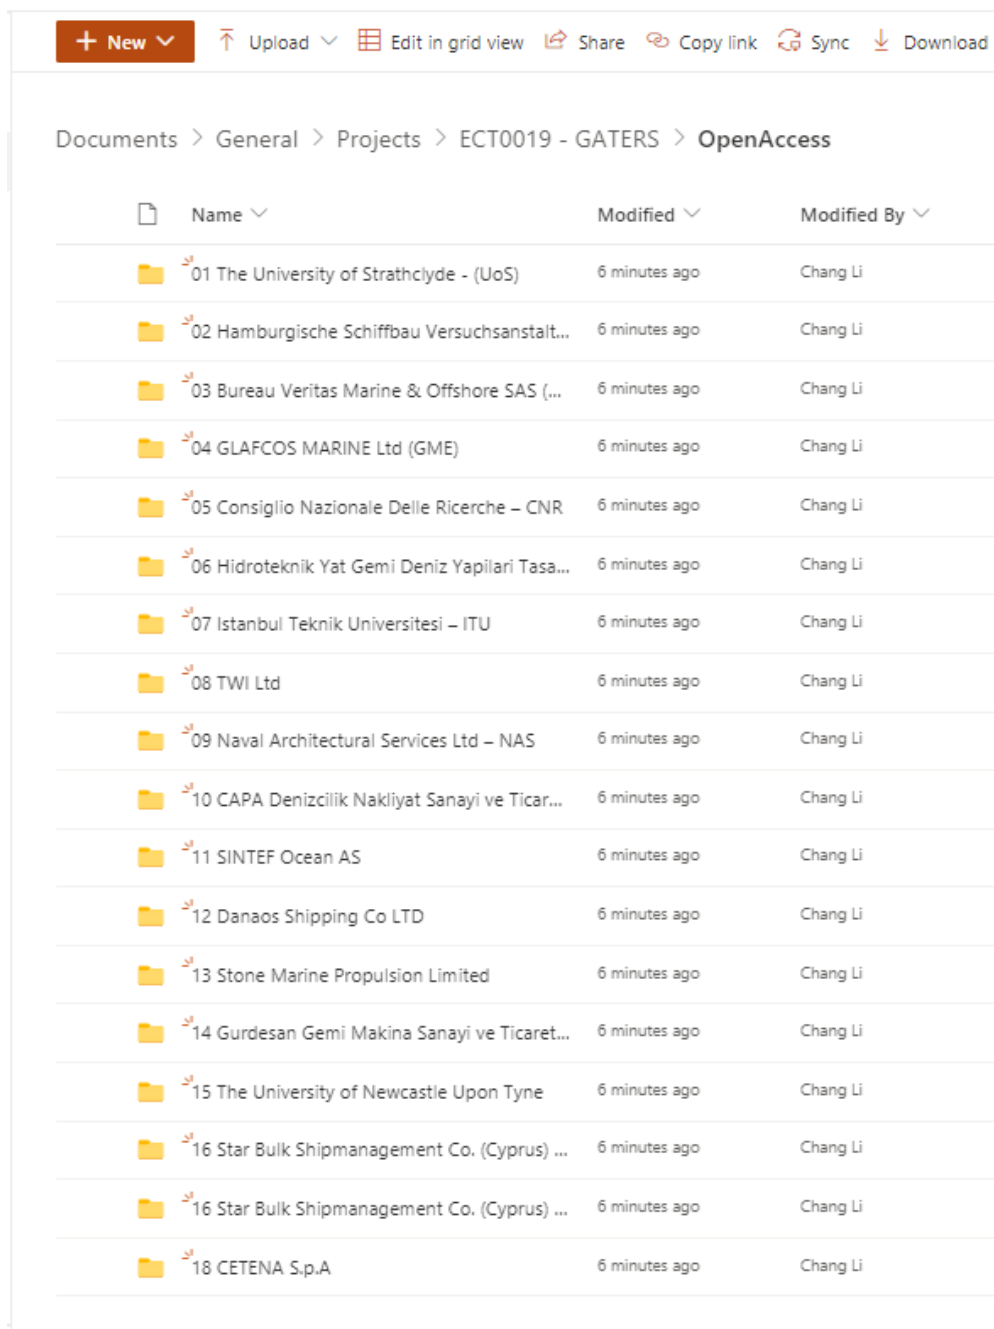 New Upload Edit in grid view Share Copy link Sync Download
Documents > General > Projects > ECT0019 - GATERS > OpenAccess
Name Modified Modified By
01 The University of Strathclyde - (UoS) 6 minutes ago Chang Li
02 Hamburgische Schiffbau Versuchsanstalt... 6 minutes ago Chang Li
03 Bureau Veritas Marine & Offshore SAS (... 6 minutes ago Chang Li
04 GLAFCOS MARINE Ltd (GME) 6 minutes ago Chang Li
05 Consiglio Nazionale Delle Ricerche – CNR 6 minutes ago Chang Li
06 Hidroteknik Yat Gemi Deniz Yapilari Tasa... 6 minutes ago Chang Li
07 Istanbul Teknik Universitesi – ITU 6 minutes ago Chang Li
08 TWI Ltd 6 minutes ago Chang Li
09 Naval Architectural Services Ltd – NAS 6 minutes ago Chang Li
10 CAPA Denizcilik Nakliyat Sanayi ve Ticar... 6 minutes ago Chang Li
11 SINTEF Ocean AS 6 minutes ago Chang Li
12 Danaos Shipping Co LTD 6 minutes ago Chang Li
13 Stone Marine Propulsion Limited 6 minutes ago Chang Li
14 Gurdesan Gemi Makina Sanayi ve Ticaret... 6 minutes ago Chang Li
15 The University of Newcastle Upon Tyne 6 minutes ago Chang Li
16 Star Bulk Shipmanagement Co. (Cyprus) ... 6 minutes ago Chang Li
16 Star Bulk Shipmanagement Co. (Cyprus) ... 6 minutes ago Chang Li
18 CETENA S.p.A 6 minutes ago Chang Li